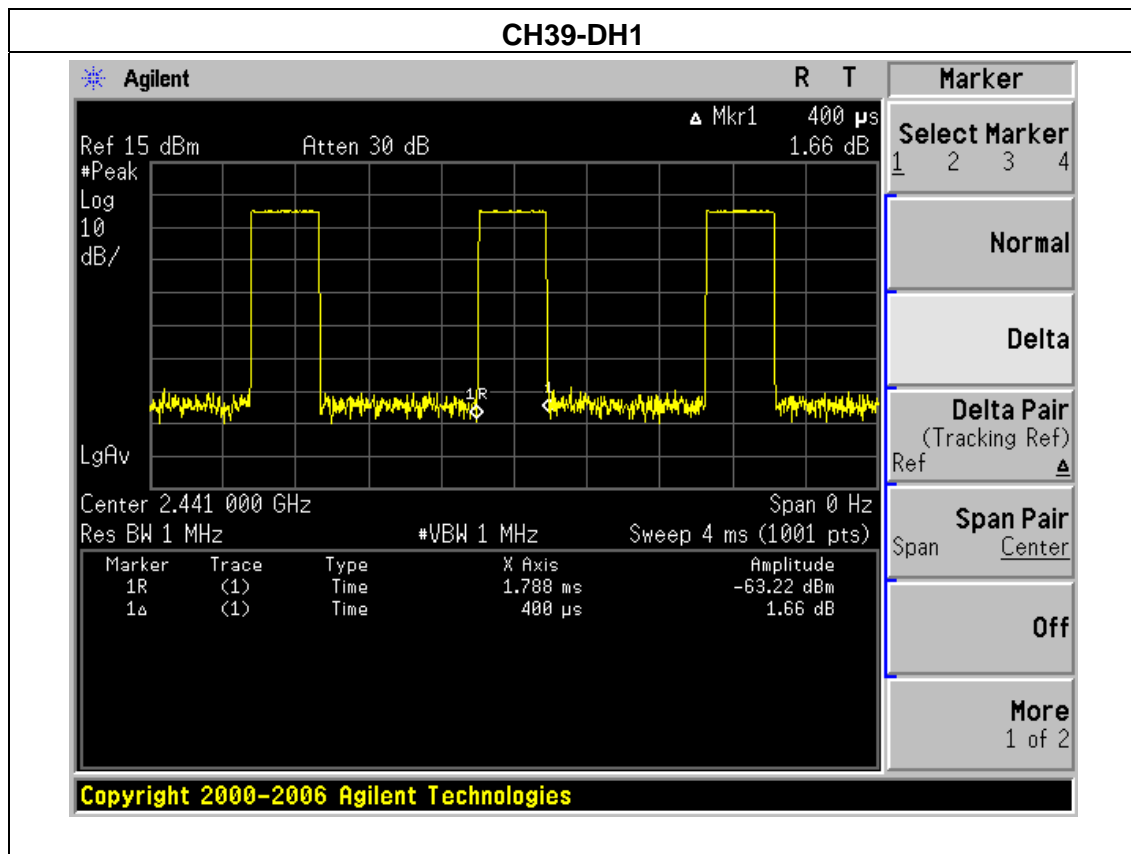 CH39-DH1
Agilent R T Marker
▵ Mkr1 400 µs
Ref 15 dBm Atten 30 dB 1.66 dB
#Peak
Log
10
dB/
1R 1
LgAv
Center 2.441 000 GHz Span 0 Hz
Res BW 1 MHz #VBW 1 MHz Sweep 4 ms (1001 pts)
Marker Trace Type X Axis Amplitude
1R (1) Time 1.788 ms -63.22 dBm
1▵ (1) Time 400 µs 1.66 dB
Select Marker
1 2 3 4
Normal
Delta
Delta Pair
(Tracking Ref)
Ref ▵
Span Pair
Span Center
Off
More
1 of 2
Copyright 2000-2006 Agilent Technologies